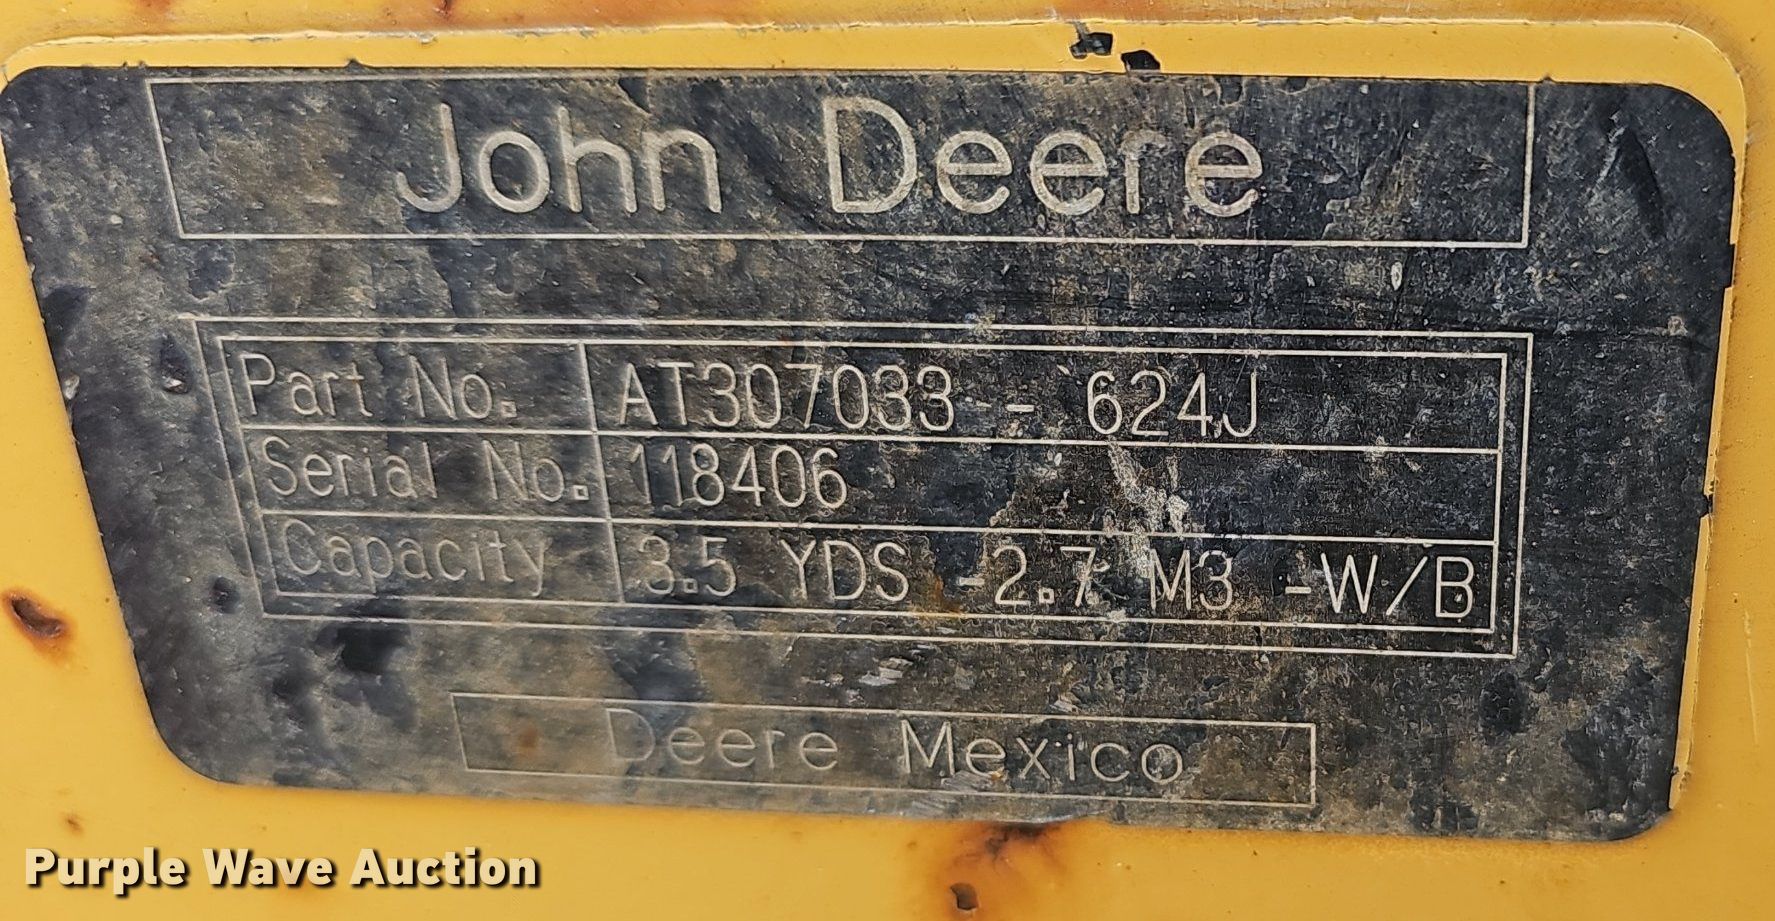 John Deere
Part No. AT307033 - 624J
Serial No. 118406
Capacity 3.5 YDS -2.7 M3 -W/B
Deere Mexico
Purple Wave Auction